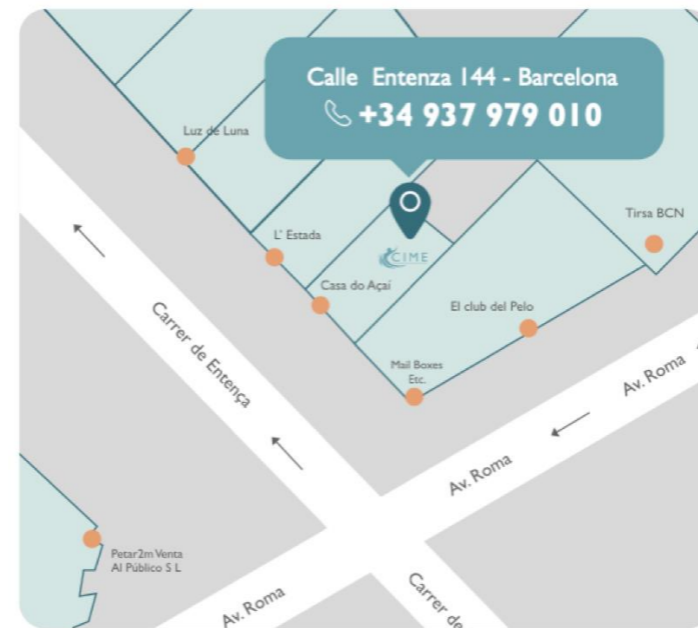 Calle Entenza 144 - Barcelona
+34 937 979 010
Luz de Luna
Tirsa BCN
L' Estada
CIME
Casa do Açaí
El club del Pelo
Carrer de Entença
Mail Boxes
Etc.
Av. Roma
Av. Roma
Petar2m Venta
Al Público S L
Av. Roma
Carrer de